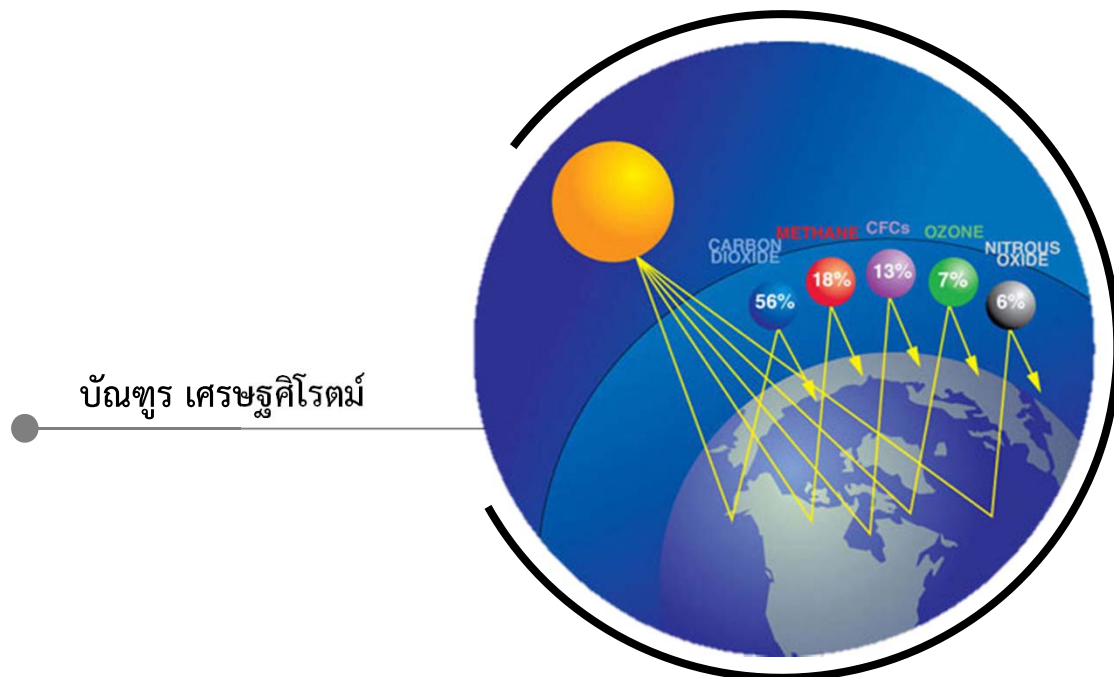 METHANE CFCs OZONE
CARBON
DIOXIDE
NITROUS
OXIDE
56% 18% 13% 7% 6%
บัณฑูร เศรษฐศิโรตม์